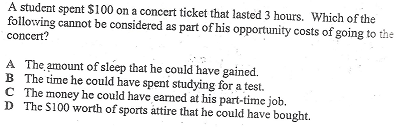 A student spent $100 on a concert ticket that lasted 3 hours. Which of the
following cannot be considered as part of his opportunity costs of going to the
concert?
A The amount of sleep that he could have gained.
B The time he could have spent studying for a test.
C The money he could have earned at his part-time job.
D The $100 worth of sports attire that he could have bought.